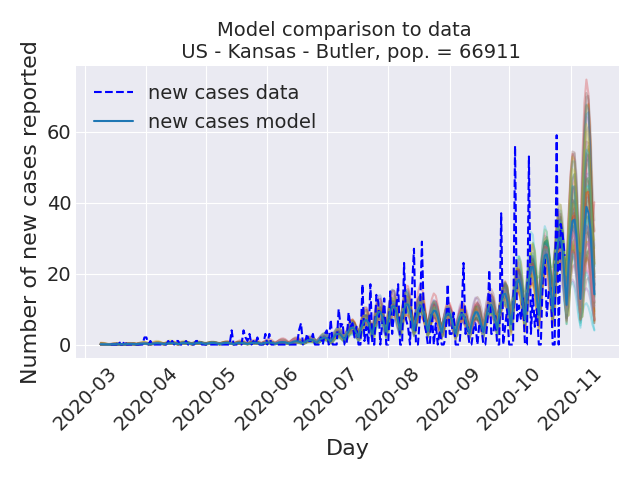 Model comparison to data
US - Kansas - Butler, pop. = 66911
new cases data
new cases model
Number of new cases reported
60
40
20
0
2020-03
2020-04
2020-05
2020-06
2020-07
2020-08
2020-09
2020-10
2020-11
Day